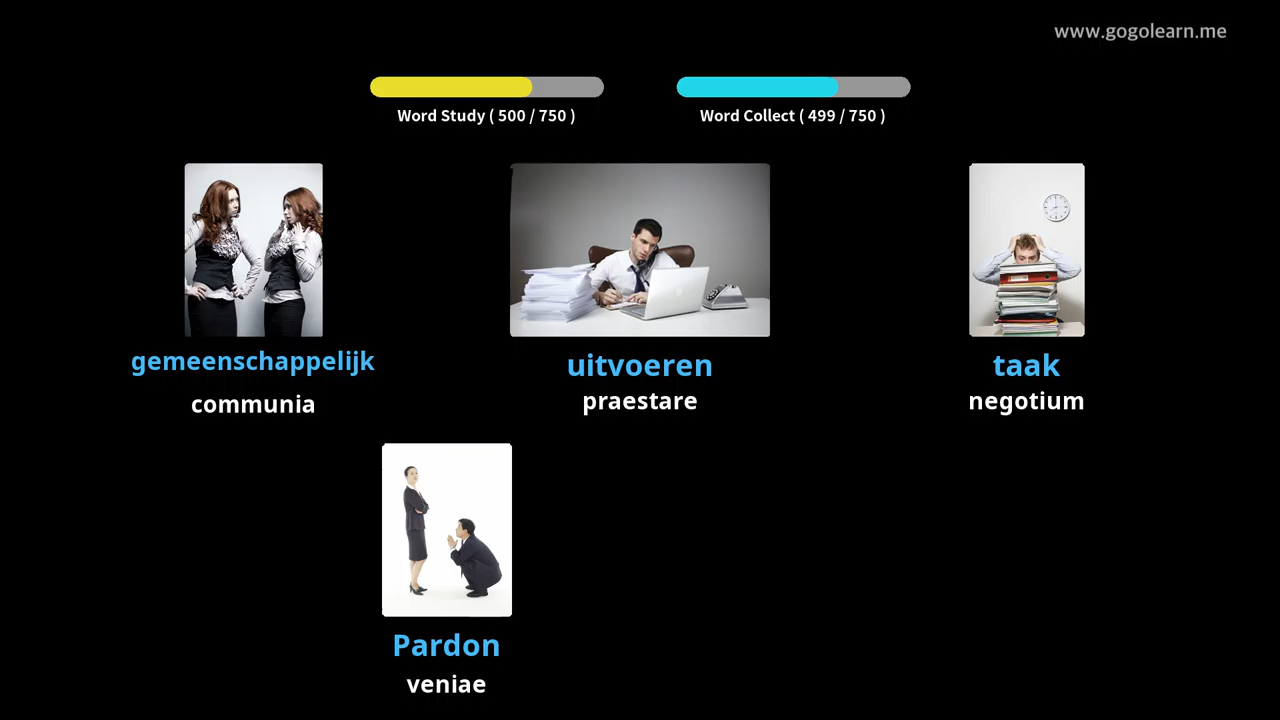 www.gogolearn.me
Word Study ( 500 / 750 )
Word Collect ( 499 / 750 )
gemeenschappelijk
communia
uitvoeren
praestare
taak
negotium
Pardon
veniae